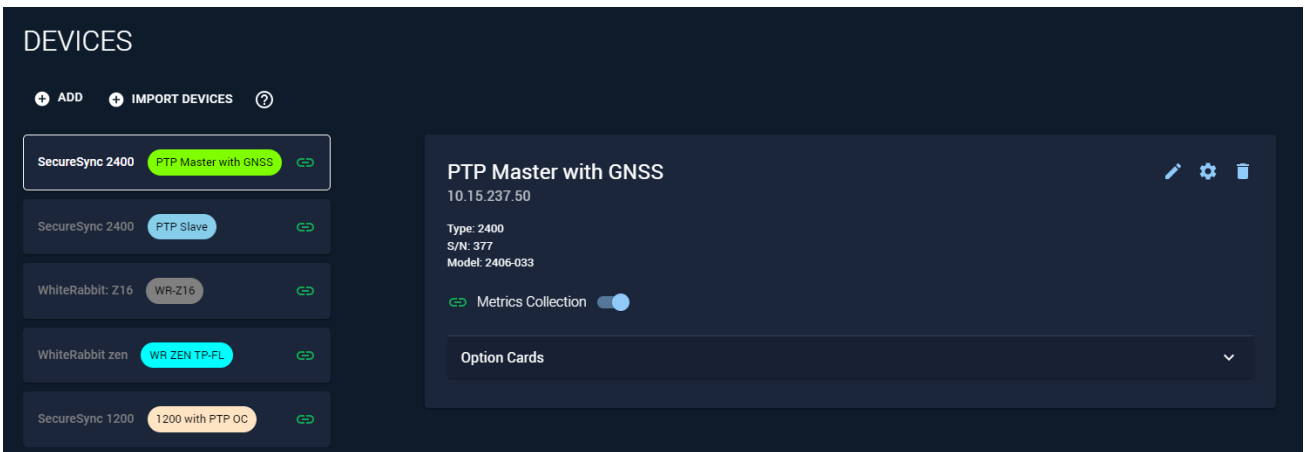 DEVICES
ADD IMPORT DEVICES ?
SecureSync 2400 PTP Master with GNSS
SecureSync 2400 PTP Slave
WhiteRabbit: Z16 WR-Z16
WhiteRabbit zen WR ZEN TP-FL
SecureSync 1200 1200 with PTP OC
PTP Master with GNSS
10.15.237.50
Type: 2400
S/N: 377
Model: 2406-033
Metrics Collection
Option Cards